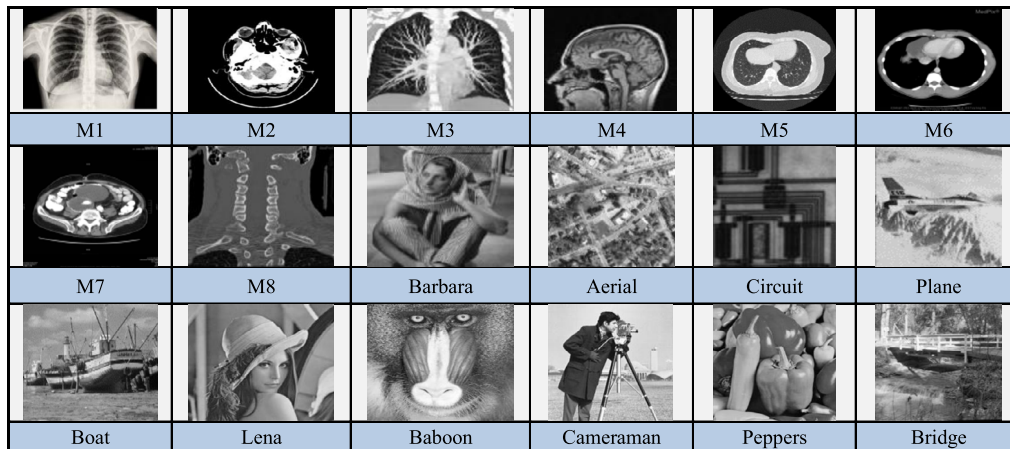 M1 M2 M3 M4 M5 M6
M7 M8 Barbara Aerial Circuit Plane
Boat Lena Baboon Cameraman Peppers Bridge